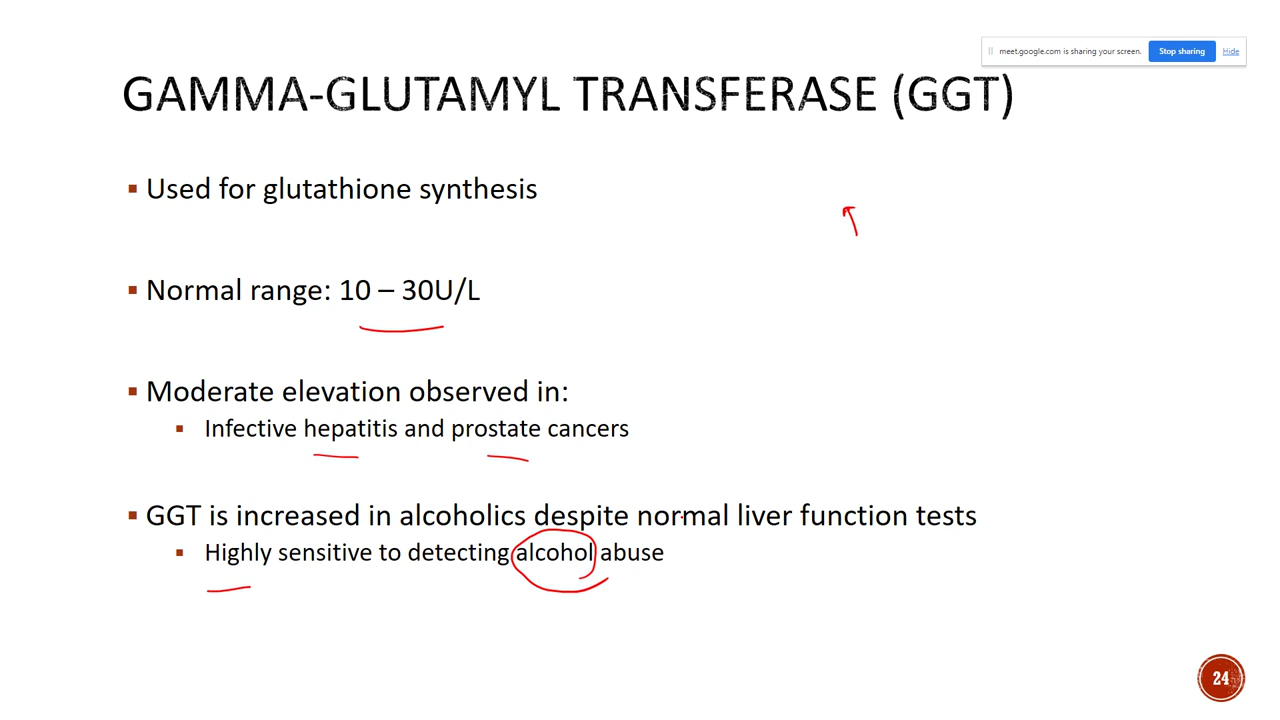 meet.google.com is sharing your screen. Stop sharing Hide
GAMMA-GLUTAMYL TRANSFERASE (GGT)
▪ Used for glutathione synthesis
▪ Normal range: 10 – 30U/L
▪ Moderate elevation observed in:
▪ Infective hepatitis and prostate cancers
▪ GGT is increased in alcoholics despite normal liver function tests
▪ Highly sensitive to detecting alcohol abuse
24